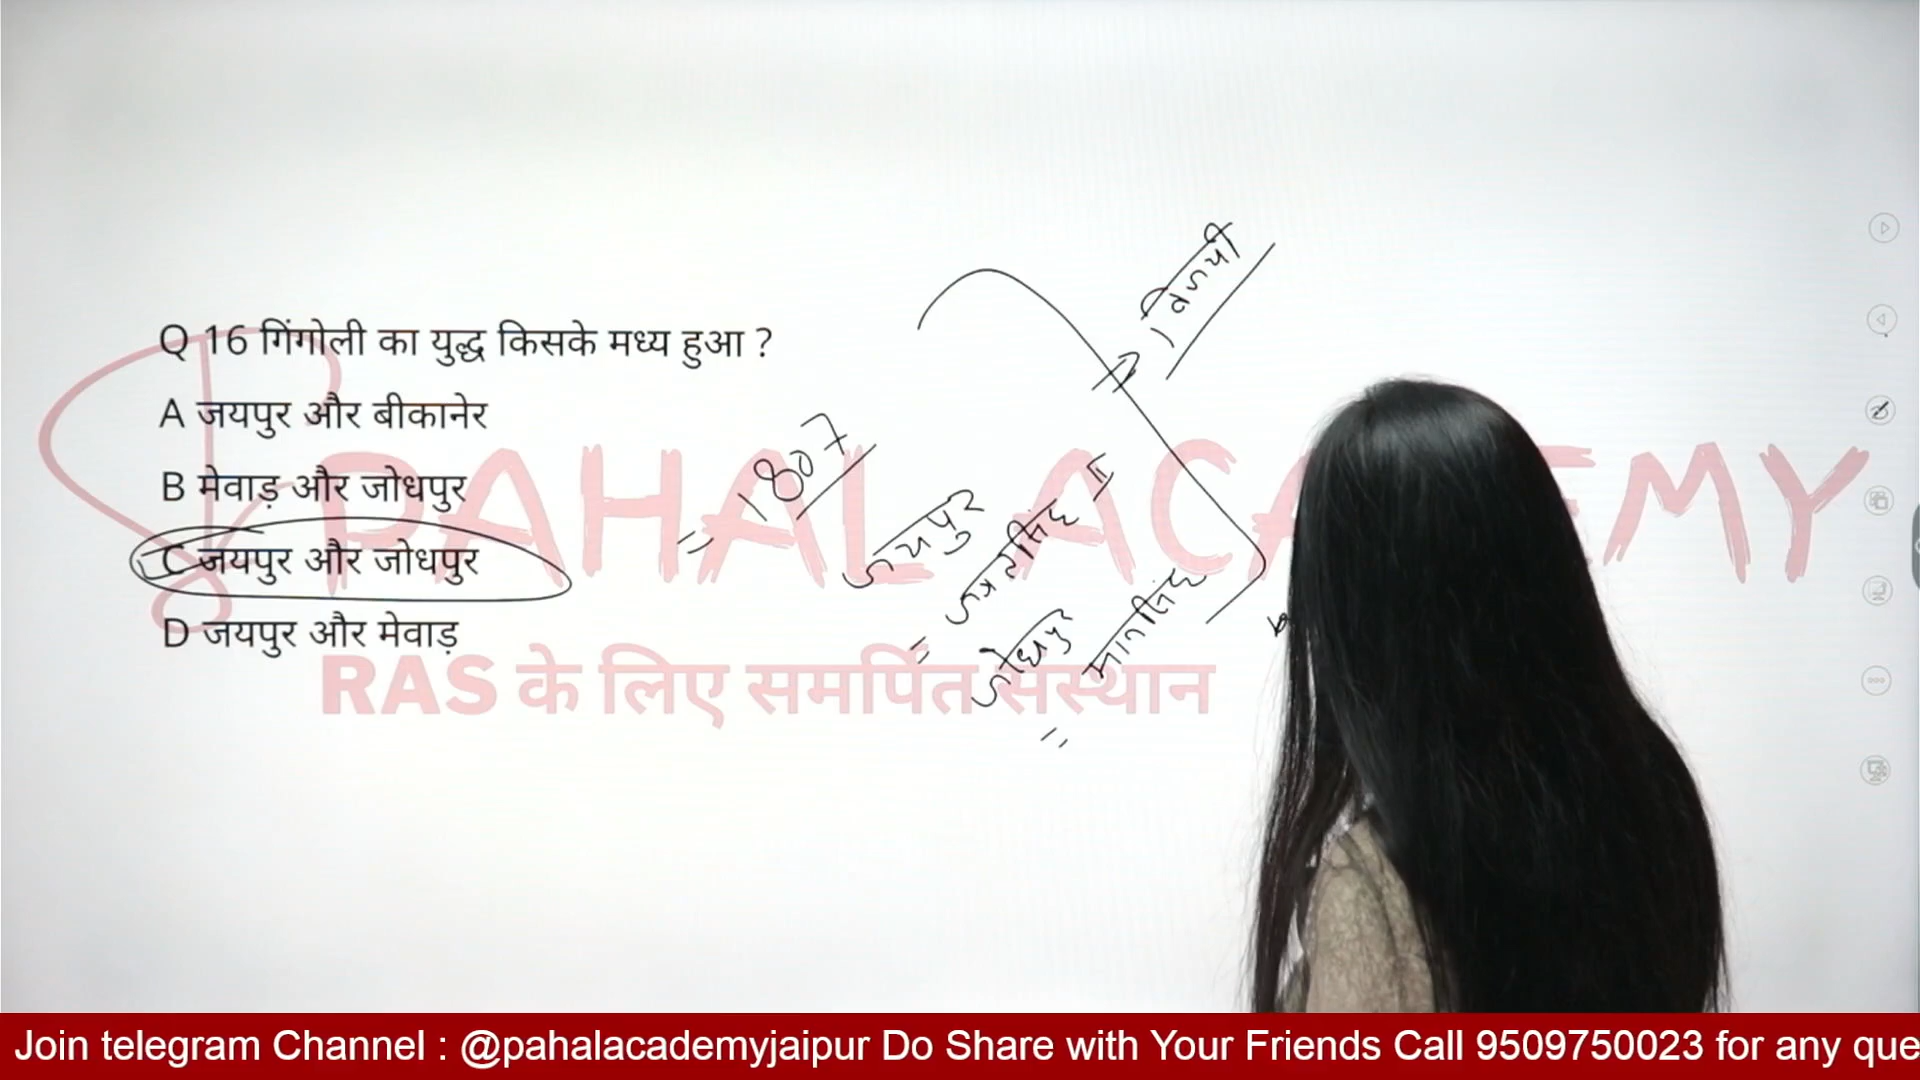 Q 16 गिंगोली का युद्ध किसके मध्य हुआ ?
A जयपुर और बीकानेर
B मेवाड़ और जोधपुर
C जयपुर और जोधपुर
D जयपुर और मेवाड़
= 1807
जयपुर
= जगतसिंह II
जोधपुर
= मानसिंह
→ विजयी
PAHAL ACADEMY
RAS के लिए समर्पित संस्थान
Join telegram Channel : @pahalacademyjaipur Do Share with Your Friends Call 9509750023 for any que